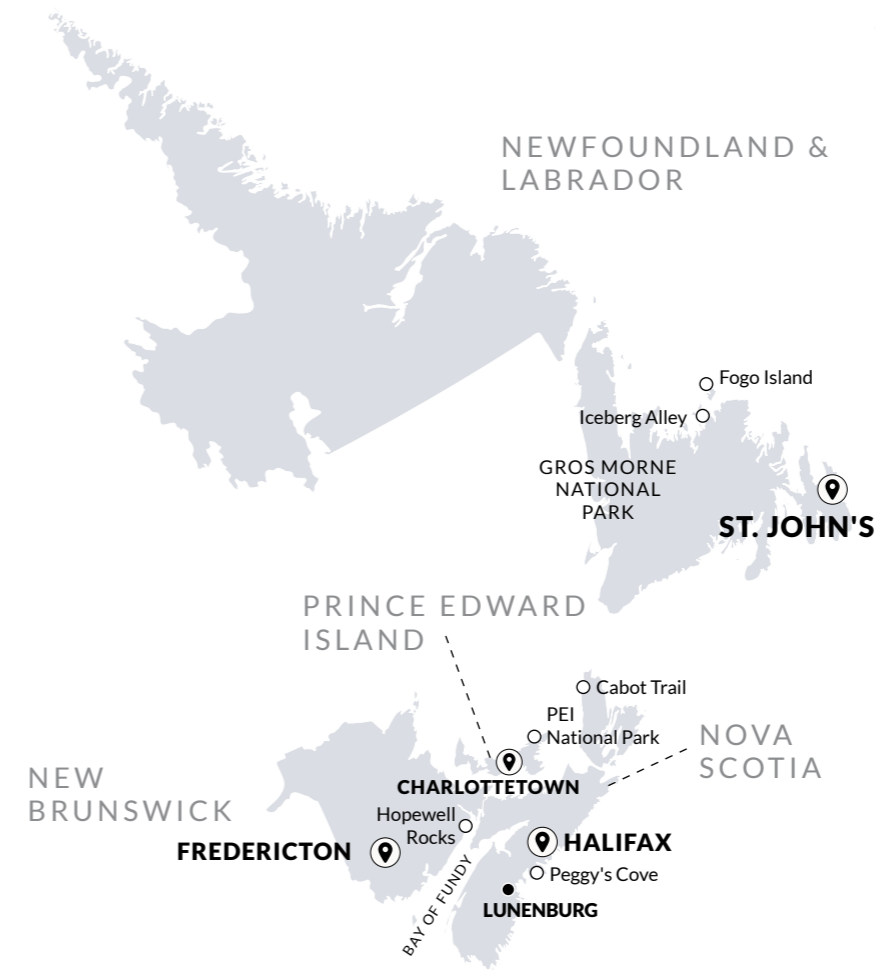 NEWFOUNDLAND &
LABRADOR
Fogo Island
Iceberg Alley
GROS MORNE
NATIONAL
PARK
ST. JOHN'S
PRINCE EDWARD
ISLAND
Cabot Trail
PEI
National Park
NOVA
SCOTIA
CHARLOTTETOWN
NEW
BRUNSWICK
Hopewell
Rocks
FREDERICTON
HALIFAX
Peggy's Cove
BAY OF FUNDY
LUNENBURG